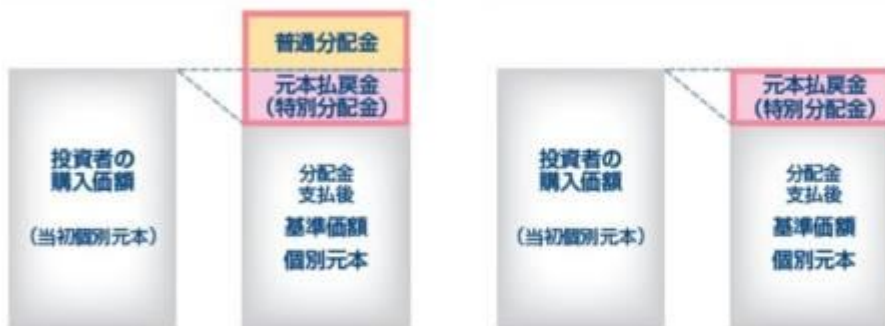 普通分配金
元本払戻金
（特別分配金）
投資者の
購入価額
（当初個別元本）
分配金
支払後
基準価額
個別元本
元本払戻金
（特別分配金）
投資者の
購入価額
（当初個別元本）
分配金
支払後
基準価額
個別元本